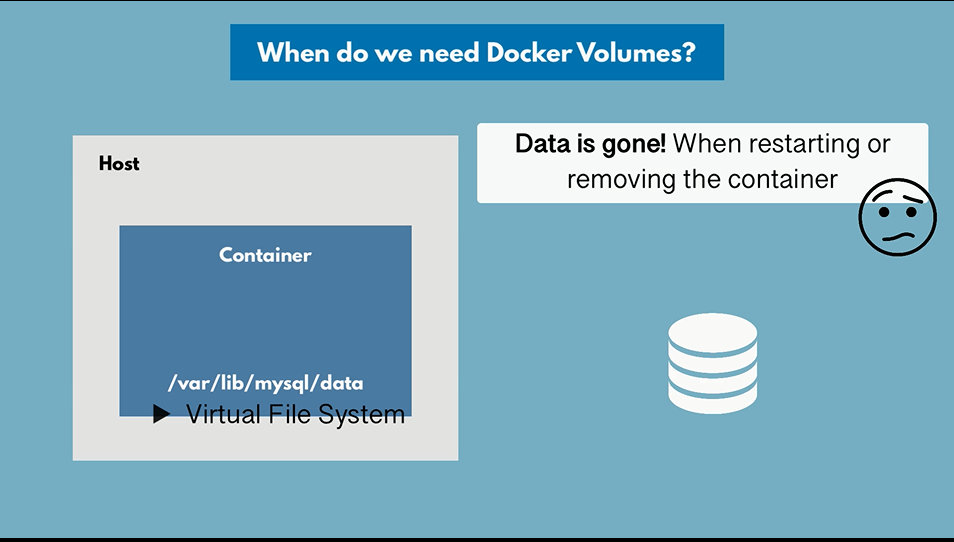 When do we need Docker Volumes?
Host
Container
/var/lib/mysql/data
▶ Virtual File System
Data is gone! When restarting or
removing the container